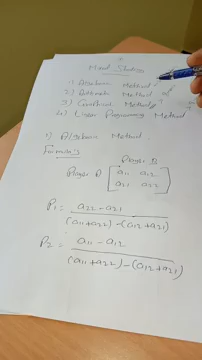 Mixed Strategies
1) Algebraic Method
2) Arithmetic Method
3) Graphical Method
4) Linear Programming Method
1) Algebraic Method
Formula's
Player B
Player A [ a11 a12
a21 a22 ]
P1 = a22 - a21
(a11+a22) - (a12+a21)
P2 = a11 - a12
(a11+a22) - (a12+a21)